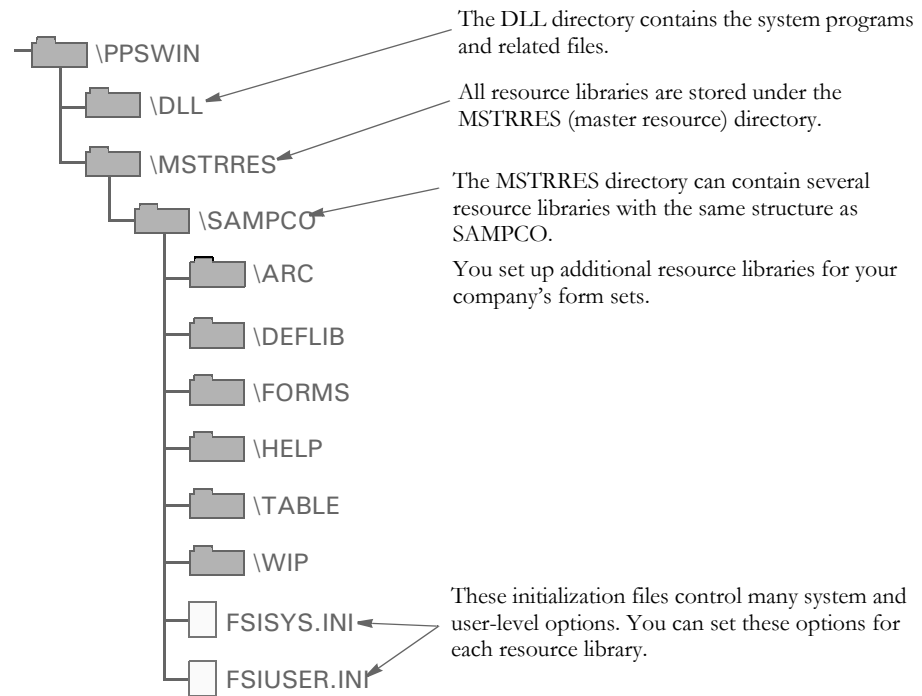 The DLL directory contains the system programs
and related files.
\PPSWIN
\DLL
All resource libraries are stored under the
MSTRRES (master resource) directory.
\MSTRRES
The MSTRRES directory can contain several
resource libraries with the same structure as
SAMPCO.
\SAMPCO
You set up additional resource libraries for your
company’s form sets.
\ARC
\DEFLIB
\FORMS
\HELP
\TABLE
\WIP
These initialization files control many system and
user-level options. You can set these options for
each resource library.
FSISYS.INI
FSIUSER.INI